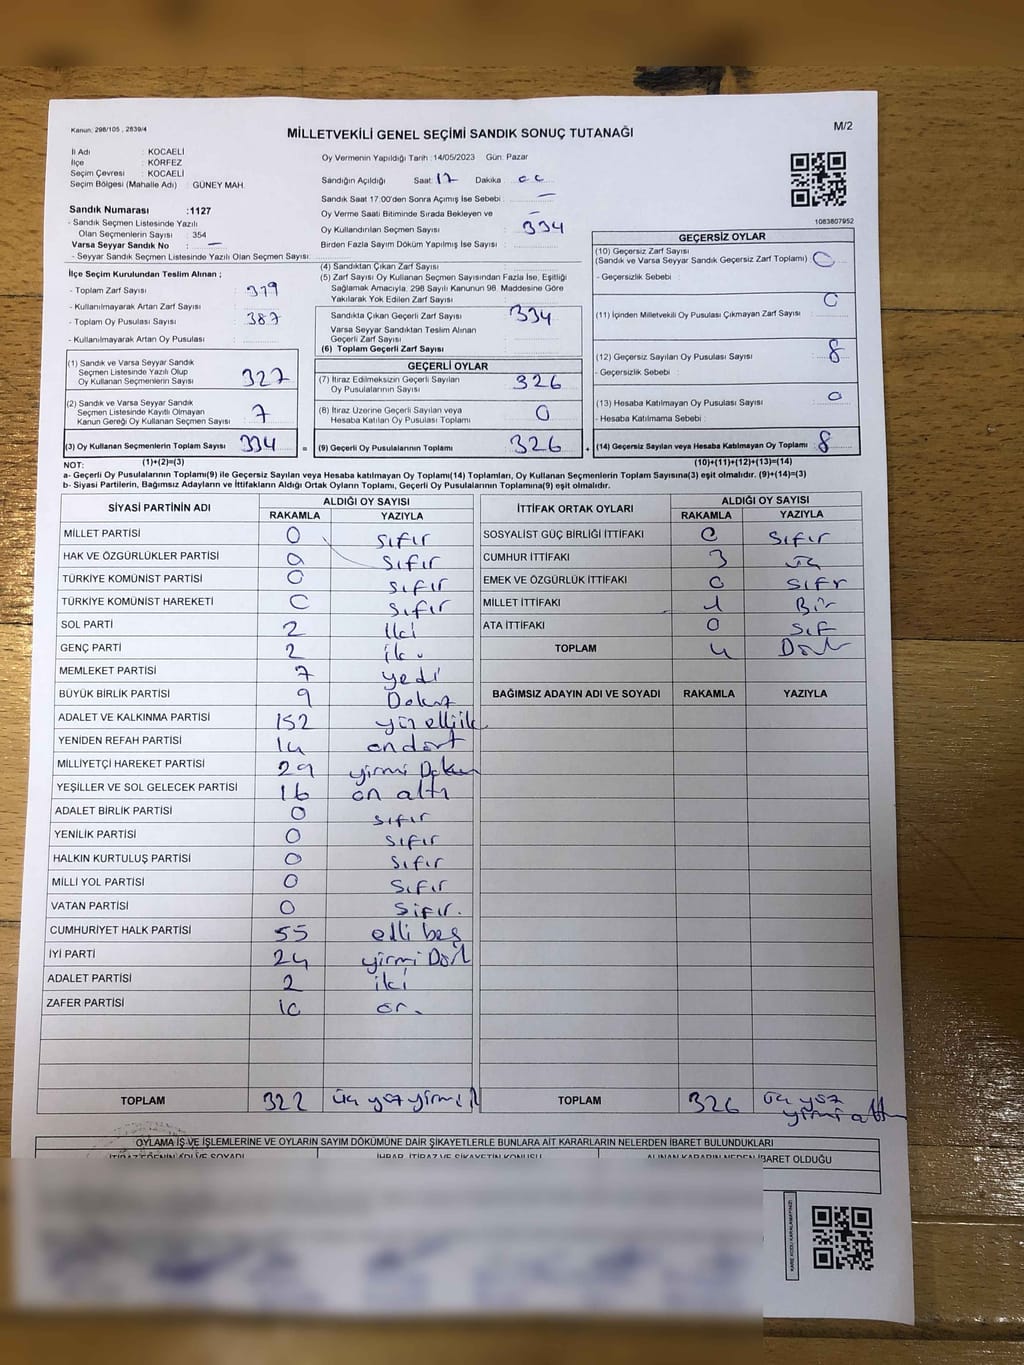 Kanun: 298/105 , 2839/4
MİLLETVEKİLİ GENEL SEÇİMİ SANDIK SONUÇ TUTANAĞI
M/2
İl Adı : KOCAELİ
İlçe : KÖRFEZ
Seçim Çevresi : KOCAELİ
Seçim Bölgesi (Mahalle Adı) : GÜNEY MAH.
Sandık Numarası :1127
- Sandık Seçmen Listesinde Yazılı
Olan Seçmenlerin Sayısı : 354
Varsa Seyyar Sandık No : —
- Seyyar Sandık Seçmen Listesinde Yazılı Olan Seçmen Sayısı:
Oy Vermenin Yapıldığı Tarih :14/05/2023 Gün: Pazar
Sandığın Açıldığı Saat: 17 Dakika : 00
Sandık Saat 17:00'den Sonra Açımış İse Sebebi : —
Oy Verme Saati Bitiminde Sırada Bekleyen ve —
Oy Kullandırılan Seçmen Sayısı : 334
Birden Fazla Sayım Döküm Yapılmış İse Sayısı :
1083807952
İlçe Seçim Kurulundan Teslim Alınan ;
- Toplam Zarf Sayısı : 379
- Kullanılmayarak Artan Zarf Sayısı :
- Toplam Oy Pusulası Sayısı : 387
- Kullanılmayarak Artan Oy Pusulası :
(1) Sandık ve Varsa Seyyar Sandık
Seçmen Listesinde Yazılı Olup
Oy Kullanan Seçmenlerin Sayısı 327
(2) Sandık ve Varsa Seyyar Sandık
Seçmen Listesinde Kayıtlı Olmayan
Kanun Gereği Oy Kullanan Seçmen Sayısı 7
(3) Oy Kullanan Seçmenlerin Toplam Sayısı 334
(4) Sandıktan Çıkan Zarf Sayısı :
(5) Zarf Sayısı Oy Kullanan Seçmen Sayısından Fazla İse, Eşitliği
Sağlamak Amacıyla, 298 Sayılı Kanunun 98. Maddesine Göre
Yakılarak Yok Edilen Zarf Sayısı :
Sandıkta Çıkan Geçerli Zarf Sayısı : 334
Varsa Seyyar Sandıktan Teslim Alınan
Geçerli Zarf Sayısı :
(6) Toplam Geçerli Zarf Sayısı :
GEÇERLİ OYLAR
(7) İtiraz Edilmeksizin Geçerli Sayılan
Oy Pusulalarının Sayısı 326
(8) İtiraz Üzerine Geçerli Sayılan veya
Hesaba Katılan Oy Pusulası Toplamı 0
= (9) Geçerli Oy Pusulalarının Toplamı 326
GEÇERSİZ OYLAR
(10) Geçersiz Zarf Sayısı
(Sandık ve Varsa Seyyar Sandık Geçersiz Zarf Toplamı) : 0
- Geçersizlik Sebebi :
0
(11) İçinden Milletvekili Oy Pusulası Çıkmayan Zarf Sayısı :
(12) Geçersiz Sayılan Oy Pusulası Sayısı : 8
- Geçersizlik Sebebi :
(13) Hesaba Katılmayan Oy Pusulası Sayısı : 0
- Hesaba Katılmama Sebebi :
+ (14) Geçersiz Sayılan veya Hesaba Katılmayan Oy Toplamı 8
NOT: (1)+(2)=(3)
(10)+(11)+(12)+(13)=(14)
a- Geçerli Oy Pusulalarının Toplamı(9) ile Geçersiz Sayılan veya Hesaba katılmayan Oy Toplamı(14) Toplamları, Oy Kullanan Seçmenlerin Toplam Sayısına(3) eşit olmalıdır. (9)+(14)=(3)
b- Siyasi Partilerin, Bağımsız Adayların ve İttifakların Aldığı Ortak Oyların Toplamı, Geçerli Oy Pusulalarının Toplamına(9) eşit olmalıdır.
SİYASİ PARTİNİN ADI
ALDIĞI OY SAYISI
RAKAMLA YAZIYLA
MİLLET PARTİSİ 0 sıfır
HAK VE ÖZGÜRLÜKLER PARTİSİ 0 sıfır
TÜRKİYE KOMÜNİST PARTİSİ 0 sıfır
TÜRKİYE KOMÜNİST HAREKETİ 0 sıfır
SOL PARTİ 2 İki
GENÇ PARTİ 2 iki
MEMLEKET PARTİSİ 7 yedi
BÜYÜK BİRLİK PARTİSİ 9 Dokuz
ADALET VE KALKINMA PARTİSİ 152 yüz elli iki
YENİDEN REFAH PARTİSİ 14 on dört
MİLLİYETÇİ HAREKET PARTİSİ 29 yirmi Dokuz
YEŞİLLER VE SOL GELECEK PARTİSİ 16 on altı
ADALET BİRLİK PARTİSİ 0 sıfır
YENİLİK PARTİSİ 0 sıfır
HALKIN KURTULUŞ PARTİSİ 0 sıfır
MİLLİ YOL PARTİSİ 0 sıfır
VATAN PARTİSİ 0 sıfır.
CUMHURİYET HALK PARTİSİ 55 elli beş
İYİ PARTİ 24 yirmi Dört
ADALET PARTİSİ 2 iki
ZAFER PARTİSİ 10 on.
TOPLAM 322 üç yüz yirmi i
İTTİFAK ORTAK OYLARI
ALDIĞI OY SAYISI
RAKAMLA YAZIYLA
SOSYALİST GÜÇ BİRLİĞİ İTTİFAKI 0 sıfır
CUMHUR İTTİFAKI 3 üç
EMEK VE ÖZGÜRLÜK İTTİFAKI 0 sıfr
MİLLET İTTİFAKI 1 Bir
ATA İTTİFAKI 0 sıf
TOPLAM 4 Dört
BAĞIMSIZ ADAYIN ADI VE SOYADI RAKAMLA YAZIYLA
TOPLAM 326 üç yüz
yirmi altı
OYLAMA İŞ VE İŞLEMLERİNE VE OYLARIN SAYIM DÖKÜMÜNE DAİR ŞİKAYETLERLE BUNLARA AİT KARARLARIN NELERDEN İBARET BULUNDUKLARI
İTİRAZ EDENİN ADI VE SOYADI İHBAR, İTİRAZ VE ŞİKAYETİN KONUSU ALINAN KARARIN NEDEN İBARET OLDUĞU
KARE KODU KARALAMAYINIZ!